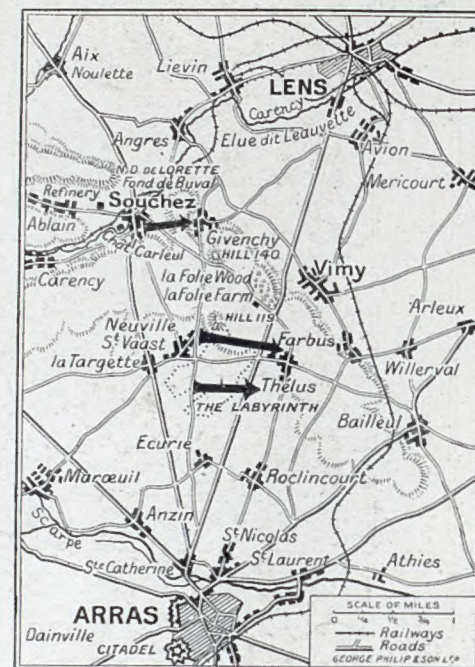 Aix
Noulette
Lievin
LENS
Carency
Angres
Elue dit Leauvette
Avion
N.D. DE LORETTE
Fond de Buval
Mericourt
Refinery
Souchez
Ablain
Chat. Carleul
Givenchy
HILL 140
Carency
la Folie Wood
la Folie Farm
Vimy
HILL 119
Arleux
Neuville
St Vaast
Farbus
la Targette
Thélus
Willerval
THE LABYRINTH
Bailleul
Ecurie
Marœuil
Roclincourt
Anzin
Scarpe
St Nicolas
Ste Catherine
St Laurent
Athies
ARRAS
Dainville
CITADEL
SCALE OF MILES
0 1/4 1/2 3/4 1
Railways
Roads
GEORGE PHILIP & SON LTD